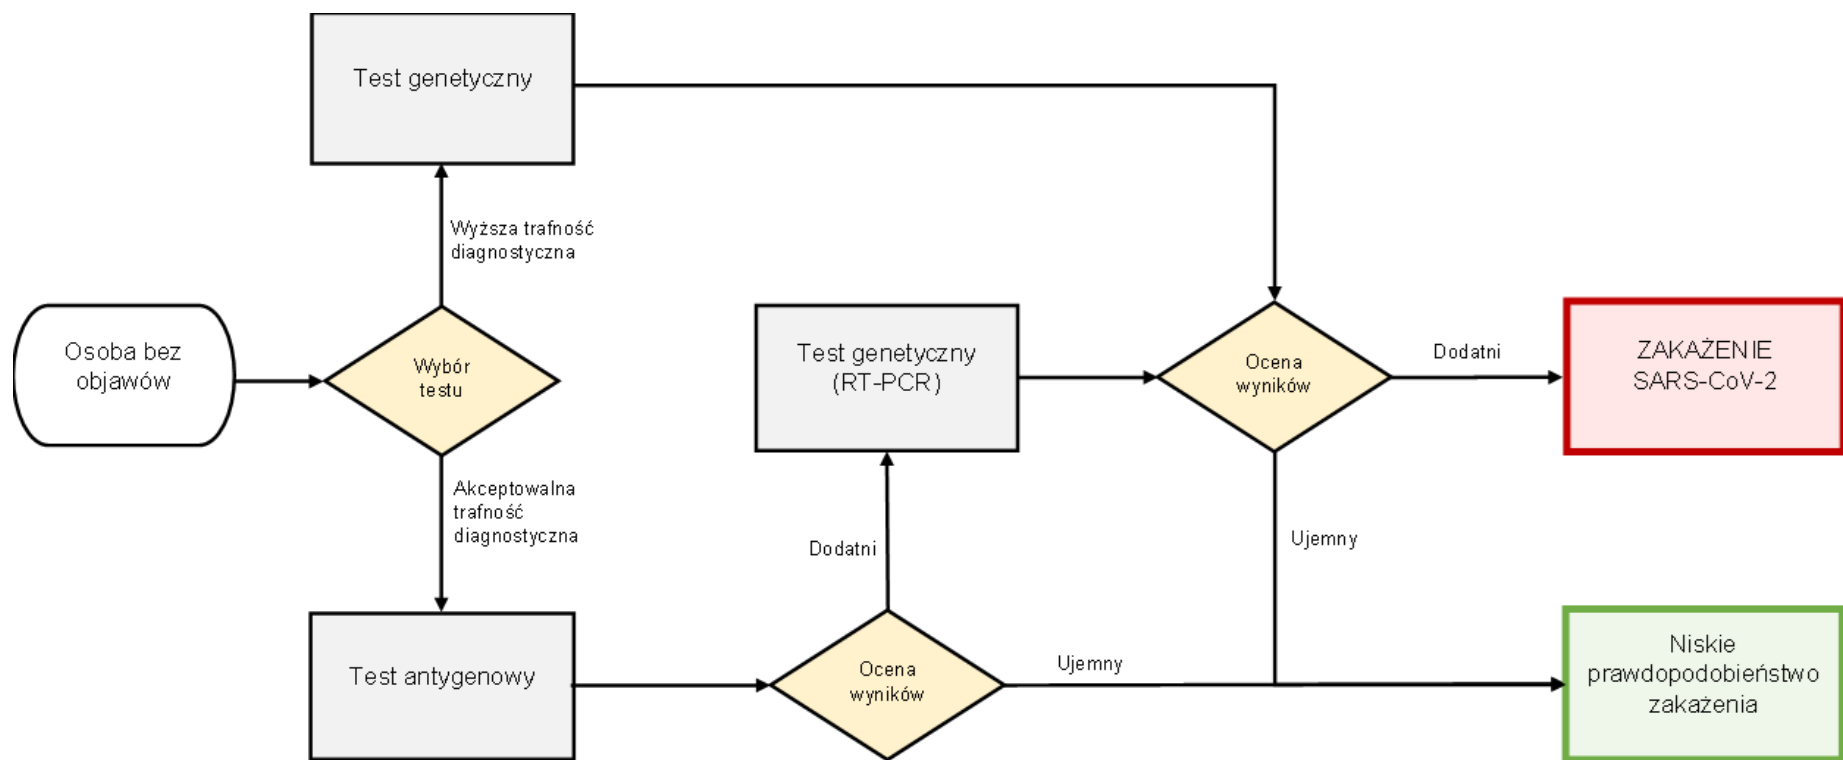 Test genetyczny
Wyższa trafność
diagnostyczna
Osoba bez
objawów
Wybór
testu
Test genetyczny
(RT-PCR)
Ocena
wyników
Dodatni
ZAKAŻENIE
SARS-CoV-2
Akceptowalna
trafność
diagnostyczna
Dodatni
Ujemny
Test antygenowy
Ocena
wyników
Ujemny
Niskie
prawdopodobieństwo
zakażenia